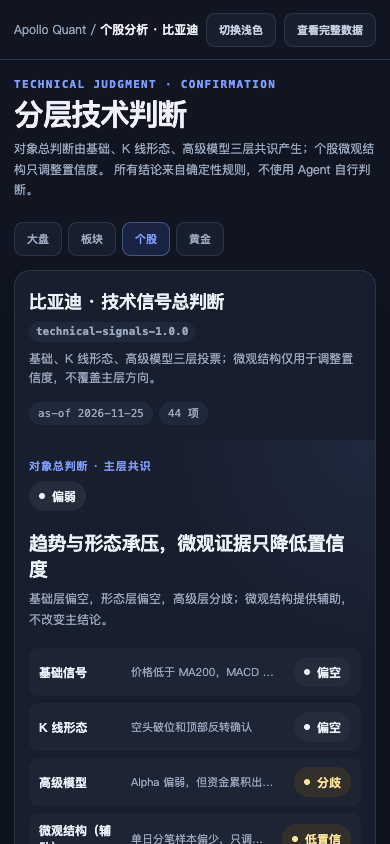 Apollo Quant / 个股分析 · 比亚迪
切换浅色
查看完整数据
TECHNICAL JUDGMENT · CONFIRMATION
分层技术判断
对象总判断由基础、K 线形态、高级模型三层共识产生；个股微观结
构只调整置信度。 所有结论来自确定性规则，不使用 Agent 自行判
断。
大盘
板块
个股
黄金
比亚迪 · 技术信号总判断
technical-signals-1.0.0
基础、K 线形态、高级模型三层投票；微观结构仅用于调整置
信度，不覆盖主层方向。
as-of 2026-11-25
44 项
对象总判断 · 主层共识
偏弱
趋势与形态承压，微观证据只降低置信
度
基础层偏空，形态层偏空，高级层分歧；微观结构提供辅助，
不改变主结论。
基础信号
价格低于 MA200，MACD ...
偏空
K 线形态
空头破位和顶部反转确认
偏空
高级模型
Alpha 偏弱，但资金累积出...
分歧
微观结构（辅
单日分笔样本偏少，只调...
低置信
助）